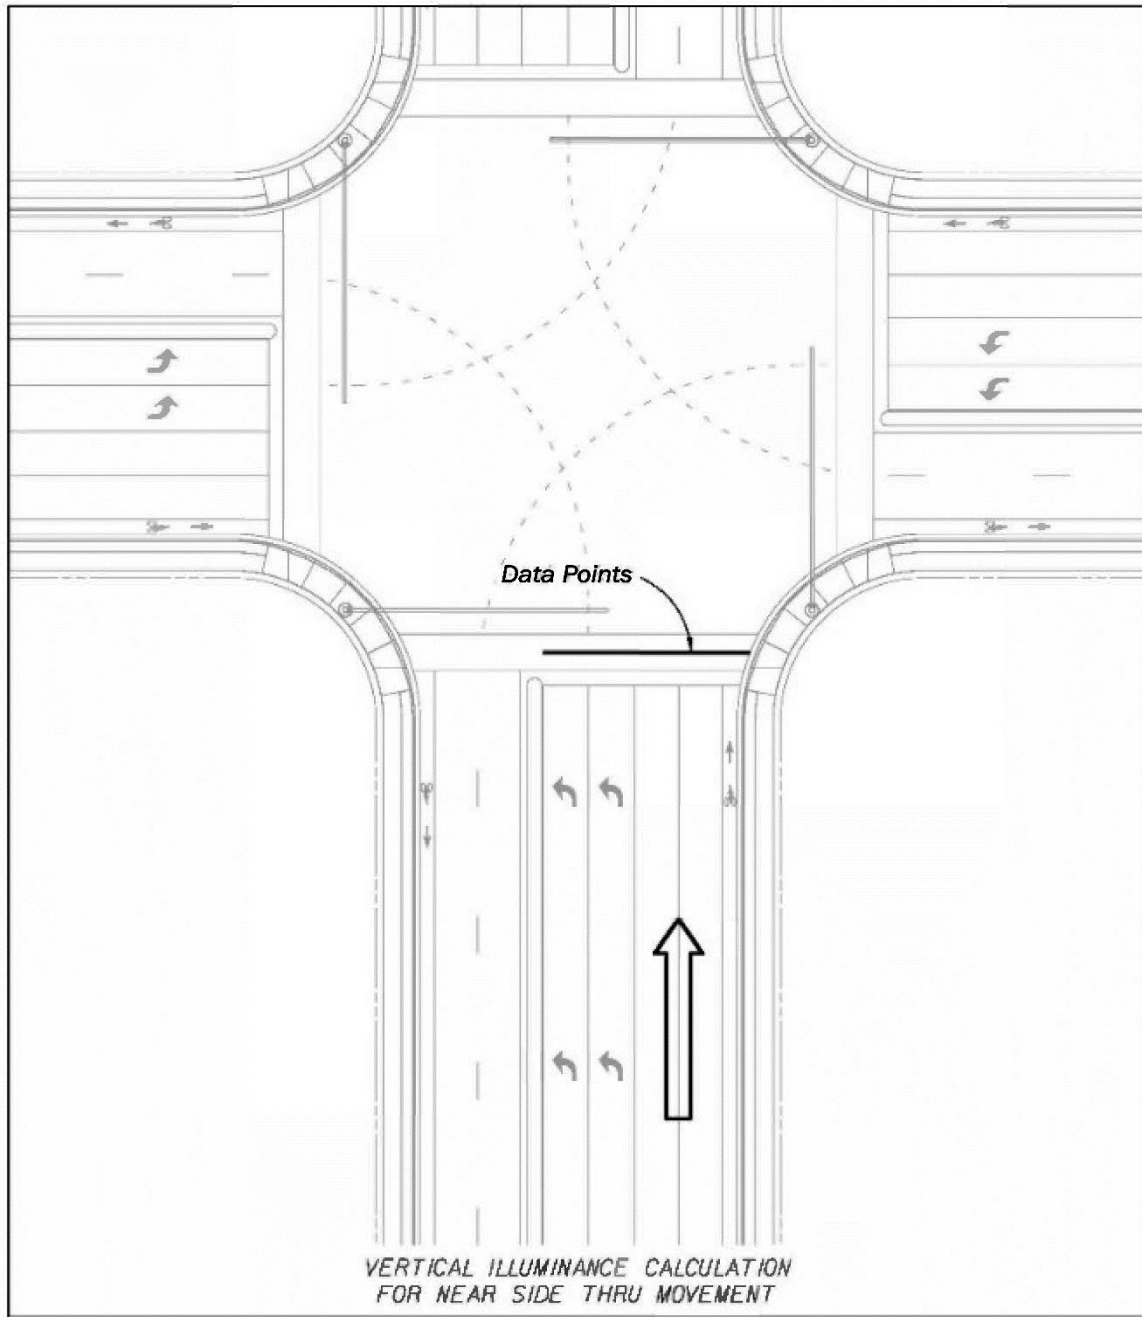 Data Points
VERTICAL ILLUMINANCE CALCULATION
FOR NEAR SIDE THRU MOVEMENT